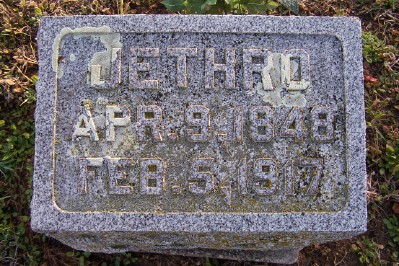 JETHRO
APR. 9, 1848
FEB. 5, 1917